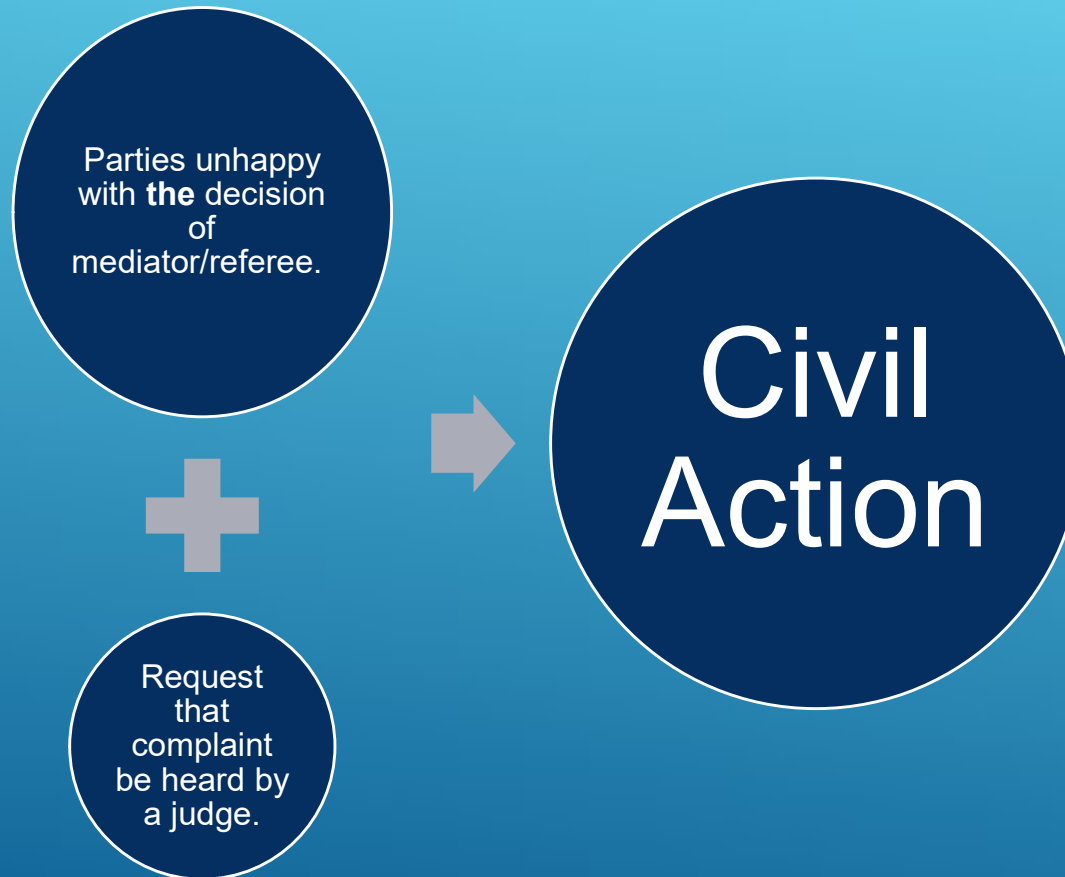 Parties unhappy
with the decision
of
mediator/referee.
Request
that
complaint
be heard by
a judge.
Civil
Action